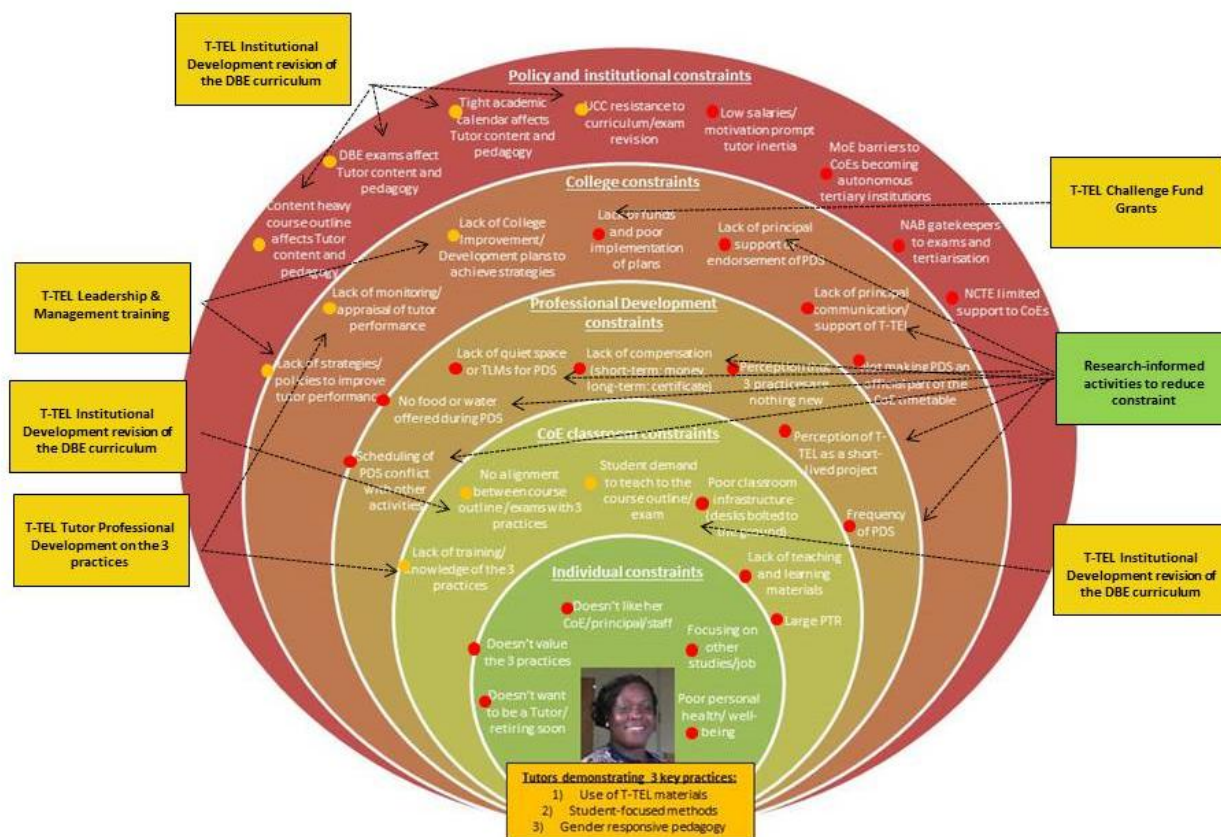 T-TEL Institutional
Development revision of
the DBE curriculum
Policy and institutional constraints
Tight academic
calendar affects
Tutor content and
pedagogy
UCC resistance to
curriculum/exam
revision
Low salaries/
motivation prompt
tutor inertia
DBE exams affect
Tutor content and
pedagogy
MoE barriers to
CoEs becoming
autonomous
tertiary institutions
Content heavy
course outline
affects Tutor
content and
pedagogy
NAB gatekeepers
to exams and
tertiarisation
NCTE limited
support to CoEs
T-TEL Challenge Fund
Grants
College constraints
Lack of College
Improvement/
Development plans to
achieve strategies
Lack of funds
and poor
implementation
of plans
Lack of principal
support
endorsement of PDS
T-TEL Leadership &
Management training
Lack of monitoring/
appraisal of tutor
performance
Lack of principal
communication/
support of T-TEL
Lack of strategies/
policies to improve
tutor performance
Not making PDS an
official part of the
CoE timetable
Professional Development
constraints
Lack of quiet space
or TLMs for PDS
Lack of compensation
(short-term: money,
long-term: certificate)
Perception
3 practices are
nothing new
No food or water
offered during PDS
Research-informed
activities to reduce
constraint
T-TEL Institutional
Development revision of
the DBE curriculum
Scheduling of
PDS conflict
with other
activities
Perception of T-
TEL as a short-
lived project
Frequency
of PDS
CoE classroom constraints
No alignment
between course
outline/exams with 3
practices
Student demand
to teach to the
course outline/
exam
Poor classroom
infrastructure
(desks bolted to
the ground)
T-TEL Tutor Professional
Development on the 3
practices
Lack of training/
knowledge of the 3
practices
Lack of teaching
and learning
materials
Large PTR
T-TEL Institutional
Development revision of
the DBE curriculum
Individual constraints
Doesn't like her
CoE/principal/staff
Doesn't value
the 3 practices
Focusing on
other
studies/job
Doesn't want
to be a Tutor/
retiring soon
Poor personal
health/ well-
being
Tutors demonstrating 3 key practices:
1) Use of T-TEL materials
2) Student-focused methods
3) Gender responsive pedagogy